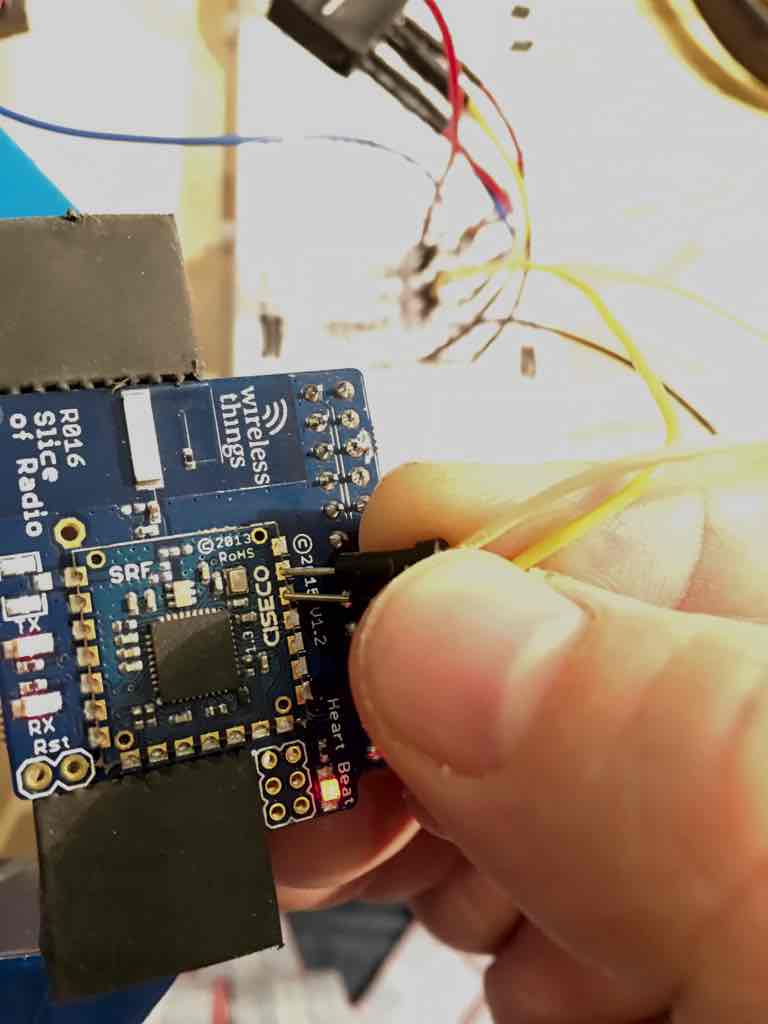 R016
Slice
of Radio
wireless
things
©2013
RoHS
SRF
CISECO
TX
RX
Rst
V1.2
Heart Beat